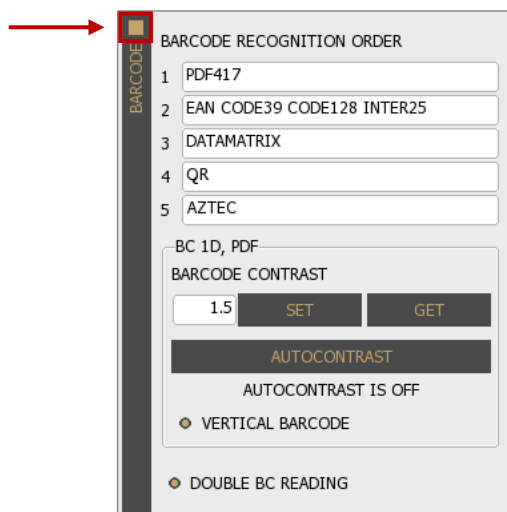 BARCODE
BARCODE RECOGNITION ORDER
1 PDF417
2 EAN CODE39 CODE128 INTER25
3 DATAMATRIX
4 QR
5 AZTEC
BC 1D, PDF
BARCODE CONTRAST
1.5 SET GET
AUTOCONTRAST
AUTOCONTRAST IS OFF
VERTICAL BARCODE
DOUBLE BC READING